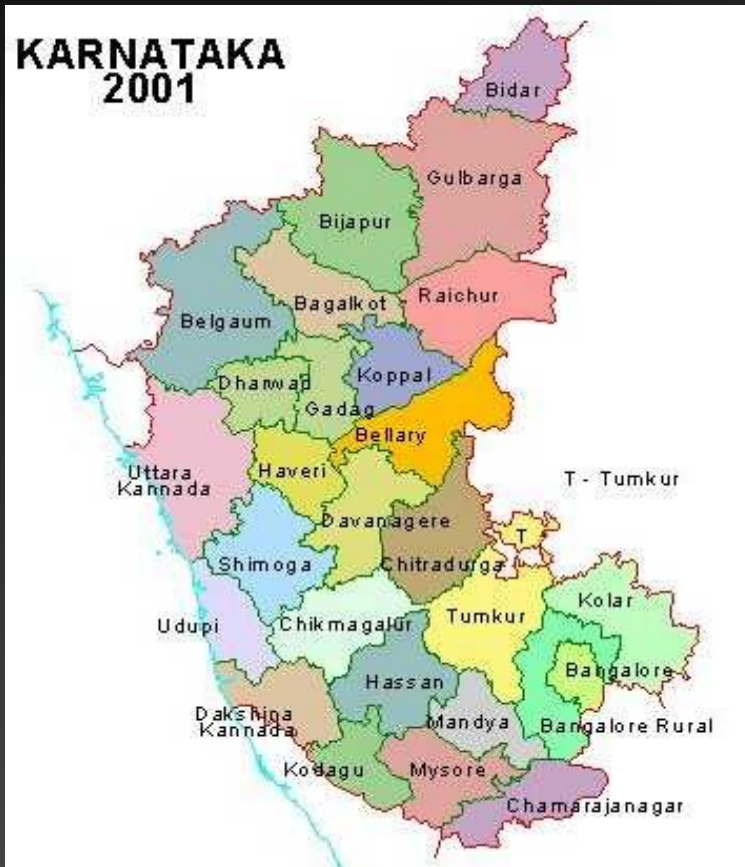 KARNATAKA
2001
Bidar
Gulbarga
Bijapur
Raichur
Bagalkot
Belgaum
Koppal
Dharwad
Gadag
Bellary
Uttara
Kannada
Haveri
T - Tumkur
Davanagere
T
Shimoga
Chitradurga
Kolar
Tumkur
Udupi
Chikmagalur
Bangalore
Hassan
Dakshina
Kannada
Mandya
Bangalore Rural
Kodagu
Mysore
Chamarajanagar